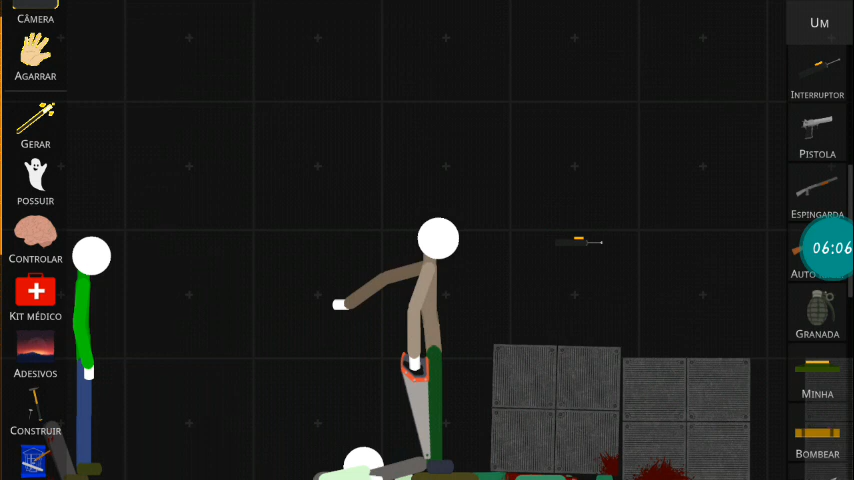 CÂMERA
AGARRAR
GERAR
POSSUIR
CONTROLAR
KIT MÉDICO
ADESIVOS
CONSTRUIR
UM
INTERRUPTOR
PISTOLA
ESPINGARDA
06:06
AUTO
GRANADA
MINHA
BOMBEAR